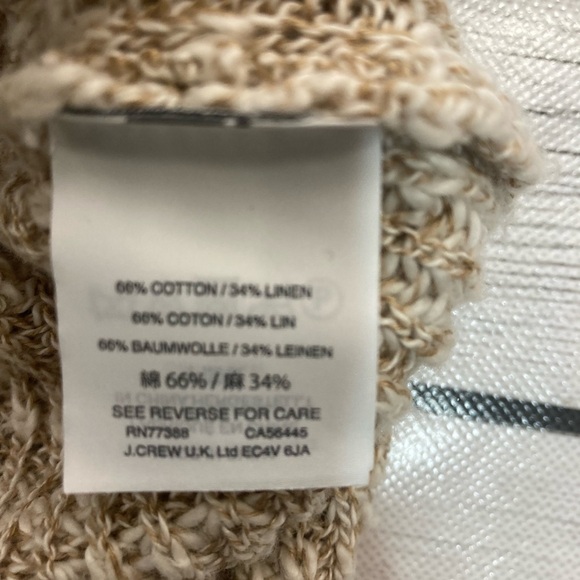 66% COTTON / 34% LINEN
66% COTON / 34% LIN
66% BAUMWOLLE / 34% LEINEN
綿 66% / 麻 34%
SEE REVERSE FOR CARE
RN77388 CA56445
J.CREW U.K, Ltd EC4V 6JA